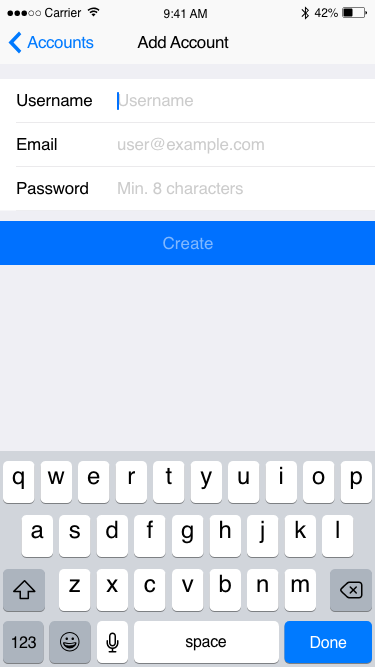 Carrier 9:41 AM 42%
Accounts Add Account
Username Username
Email user@example.com
Password Min. 8 characters
Create
q w e r t y u i o p
a s d f g h j k l
z x c v b n m
123 space Done